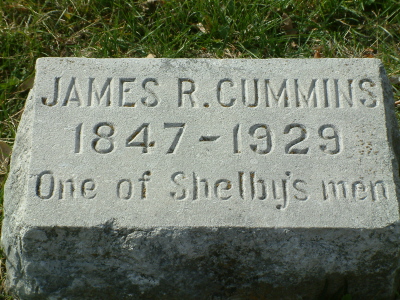 JAMES R. CUMMINS
1847-1929
One of Shelby's men